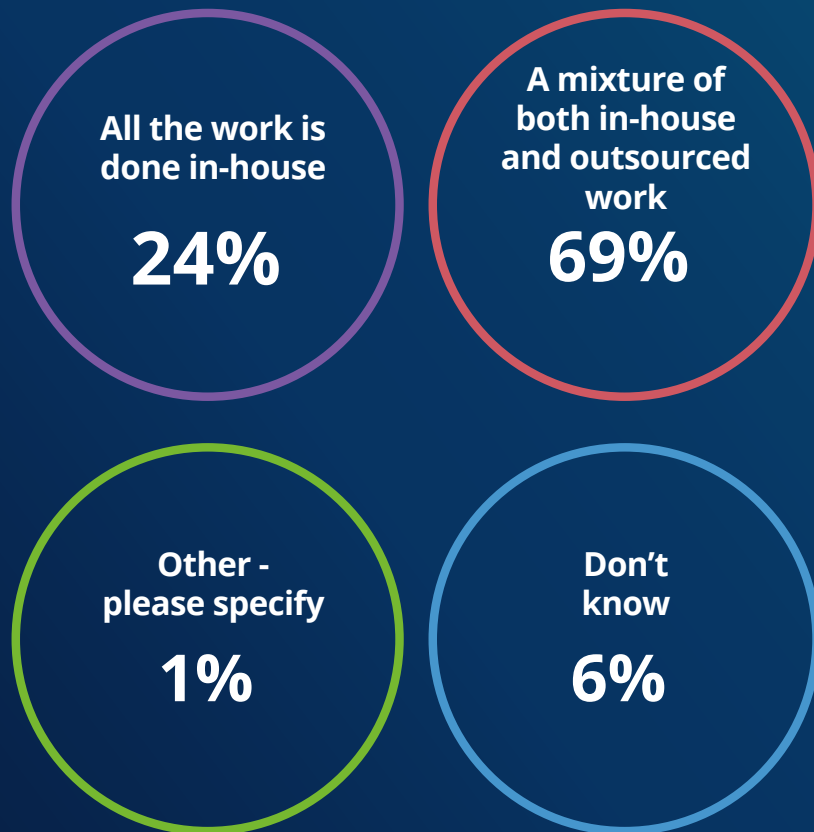 All the work is
done in-house
24%
A mixture of
both in-house
and outsourced
work
69%
Other -
please specify
1%
Don’t
know
6%